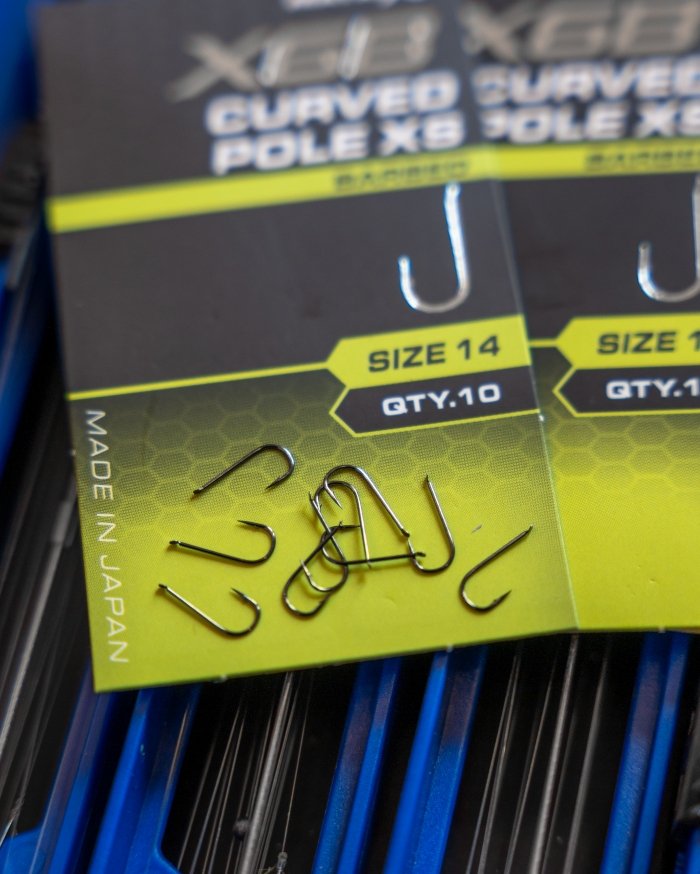 XGB
CURVED
POLE XS
BARBED
SIZE 14
QTY.10
MADE IN JAPAN
XGB
CURVED
POLE XS
BARBED
SIZE 1
QTY.1